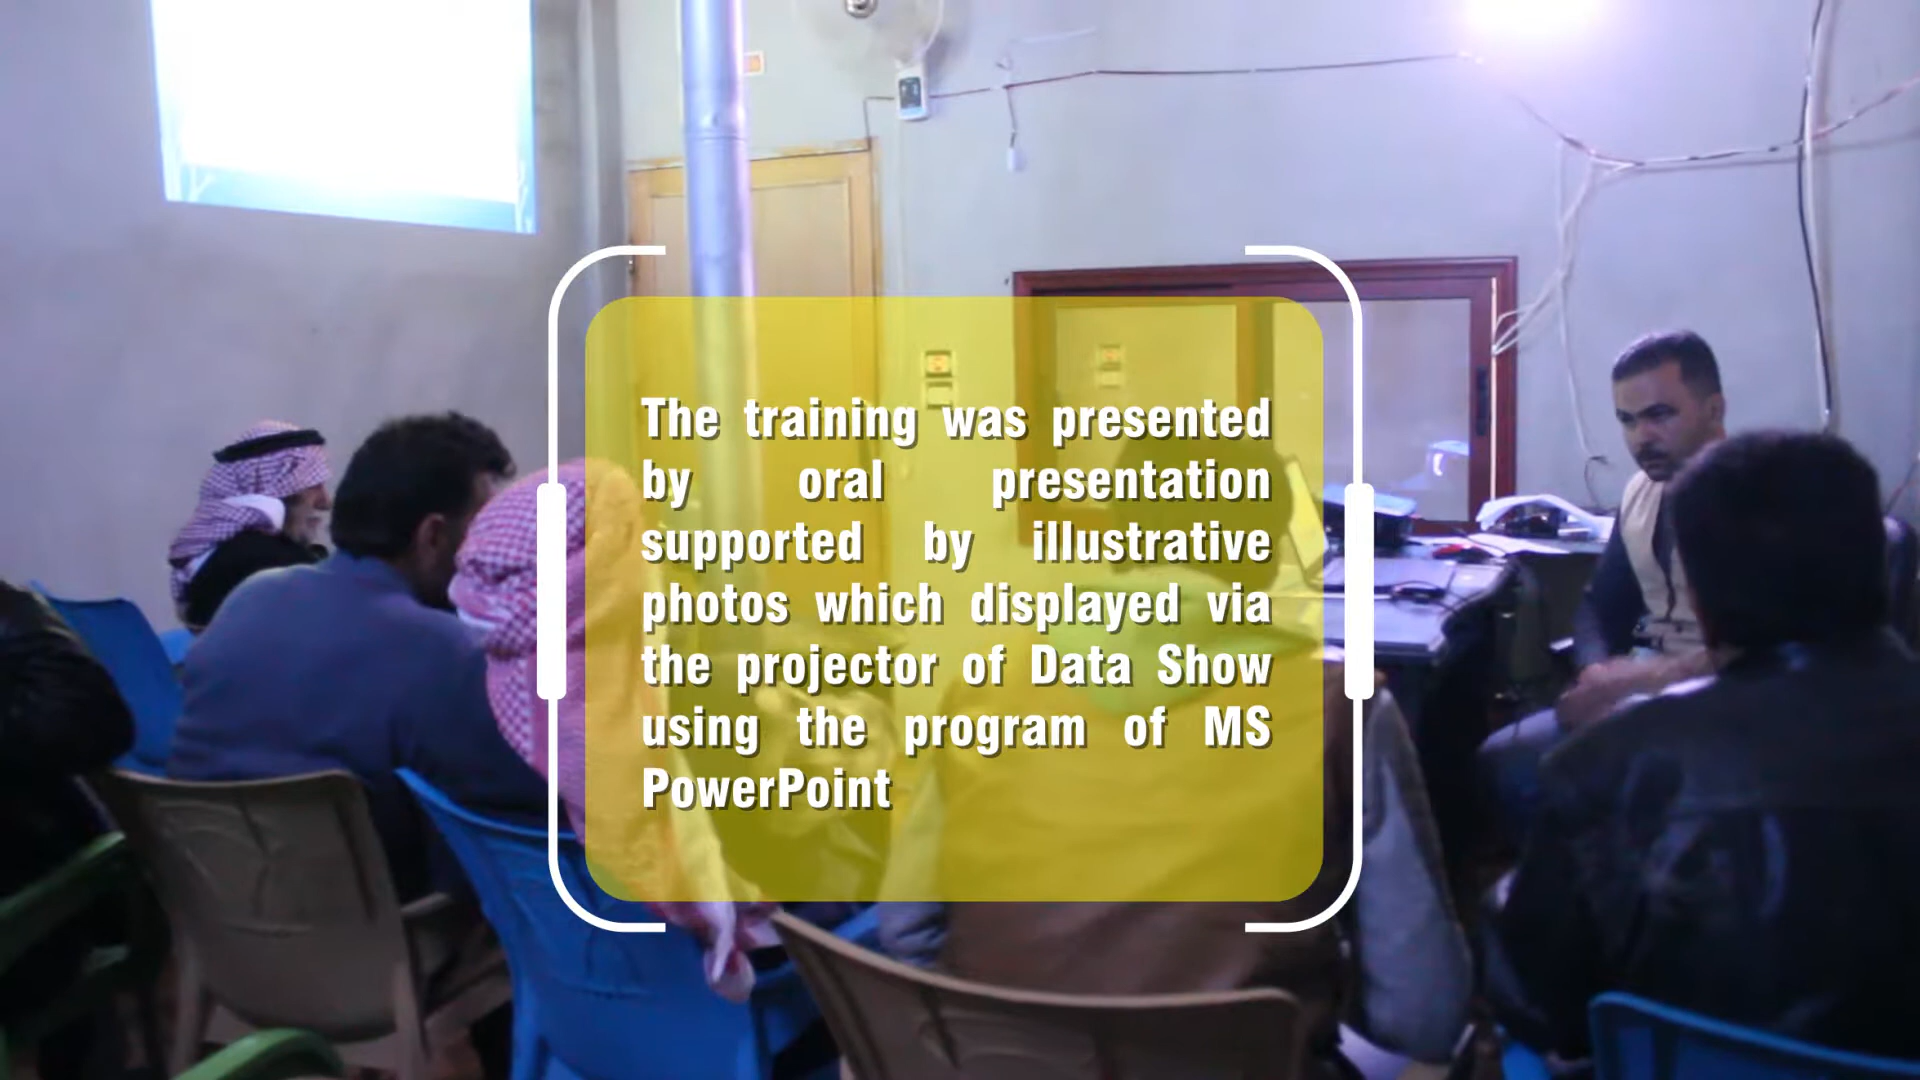 The training was presented
by oral presentation
supported by illustrative
photos which displayed via
the projector of Data Show
using the program of MS
PowerPoint